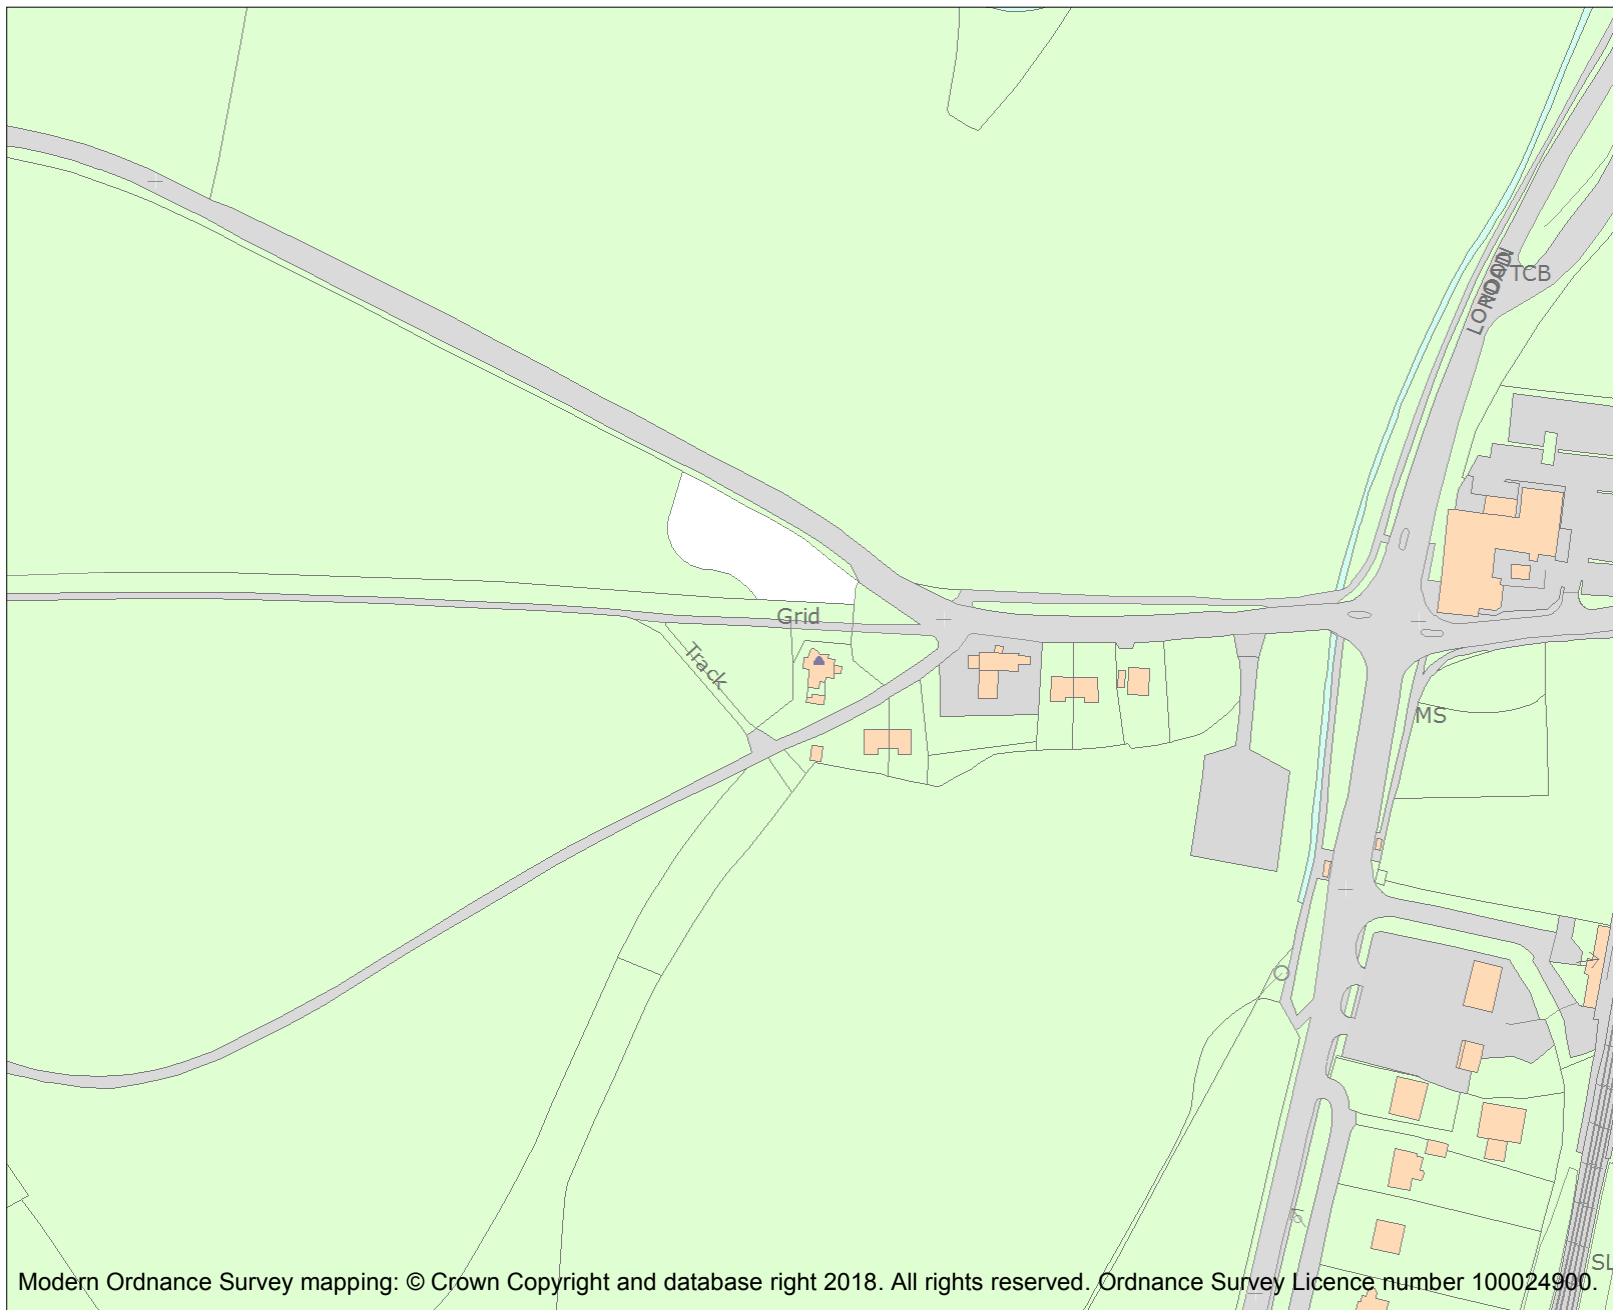 LONDON
ROAD
TCB
Grid
Track
MS
SL
Modern Ordnance Survey mapping: © Crown Copyright and database right 2018. All rights reserved. Ordnance Survey Licence number 100024900.